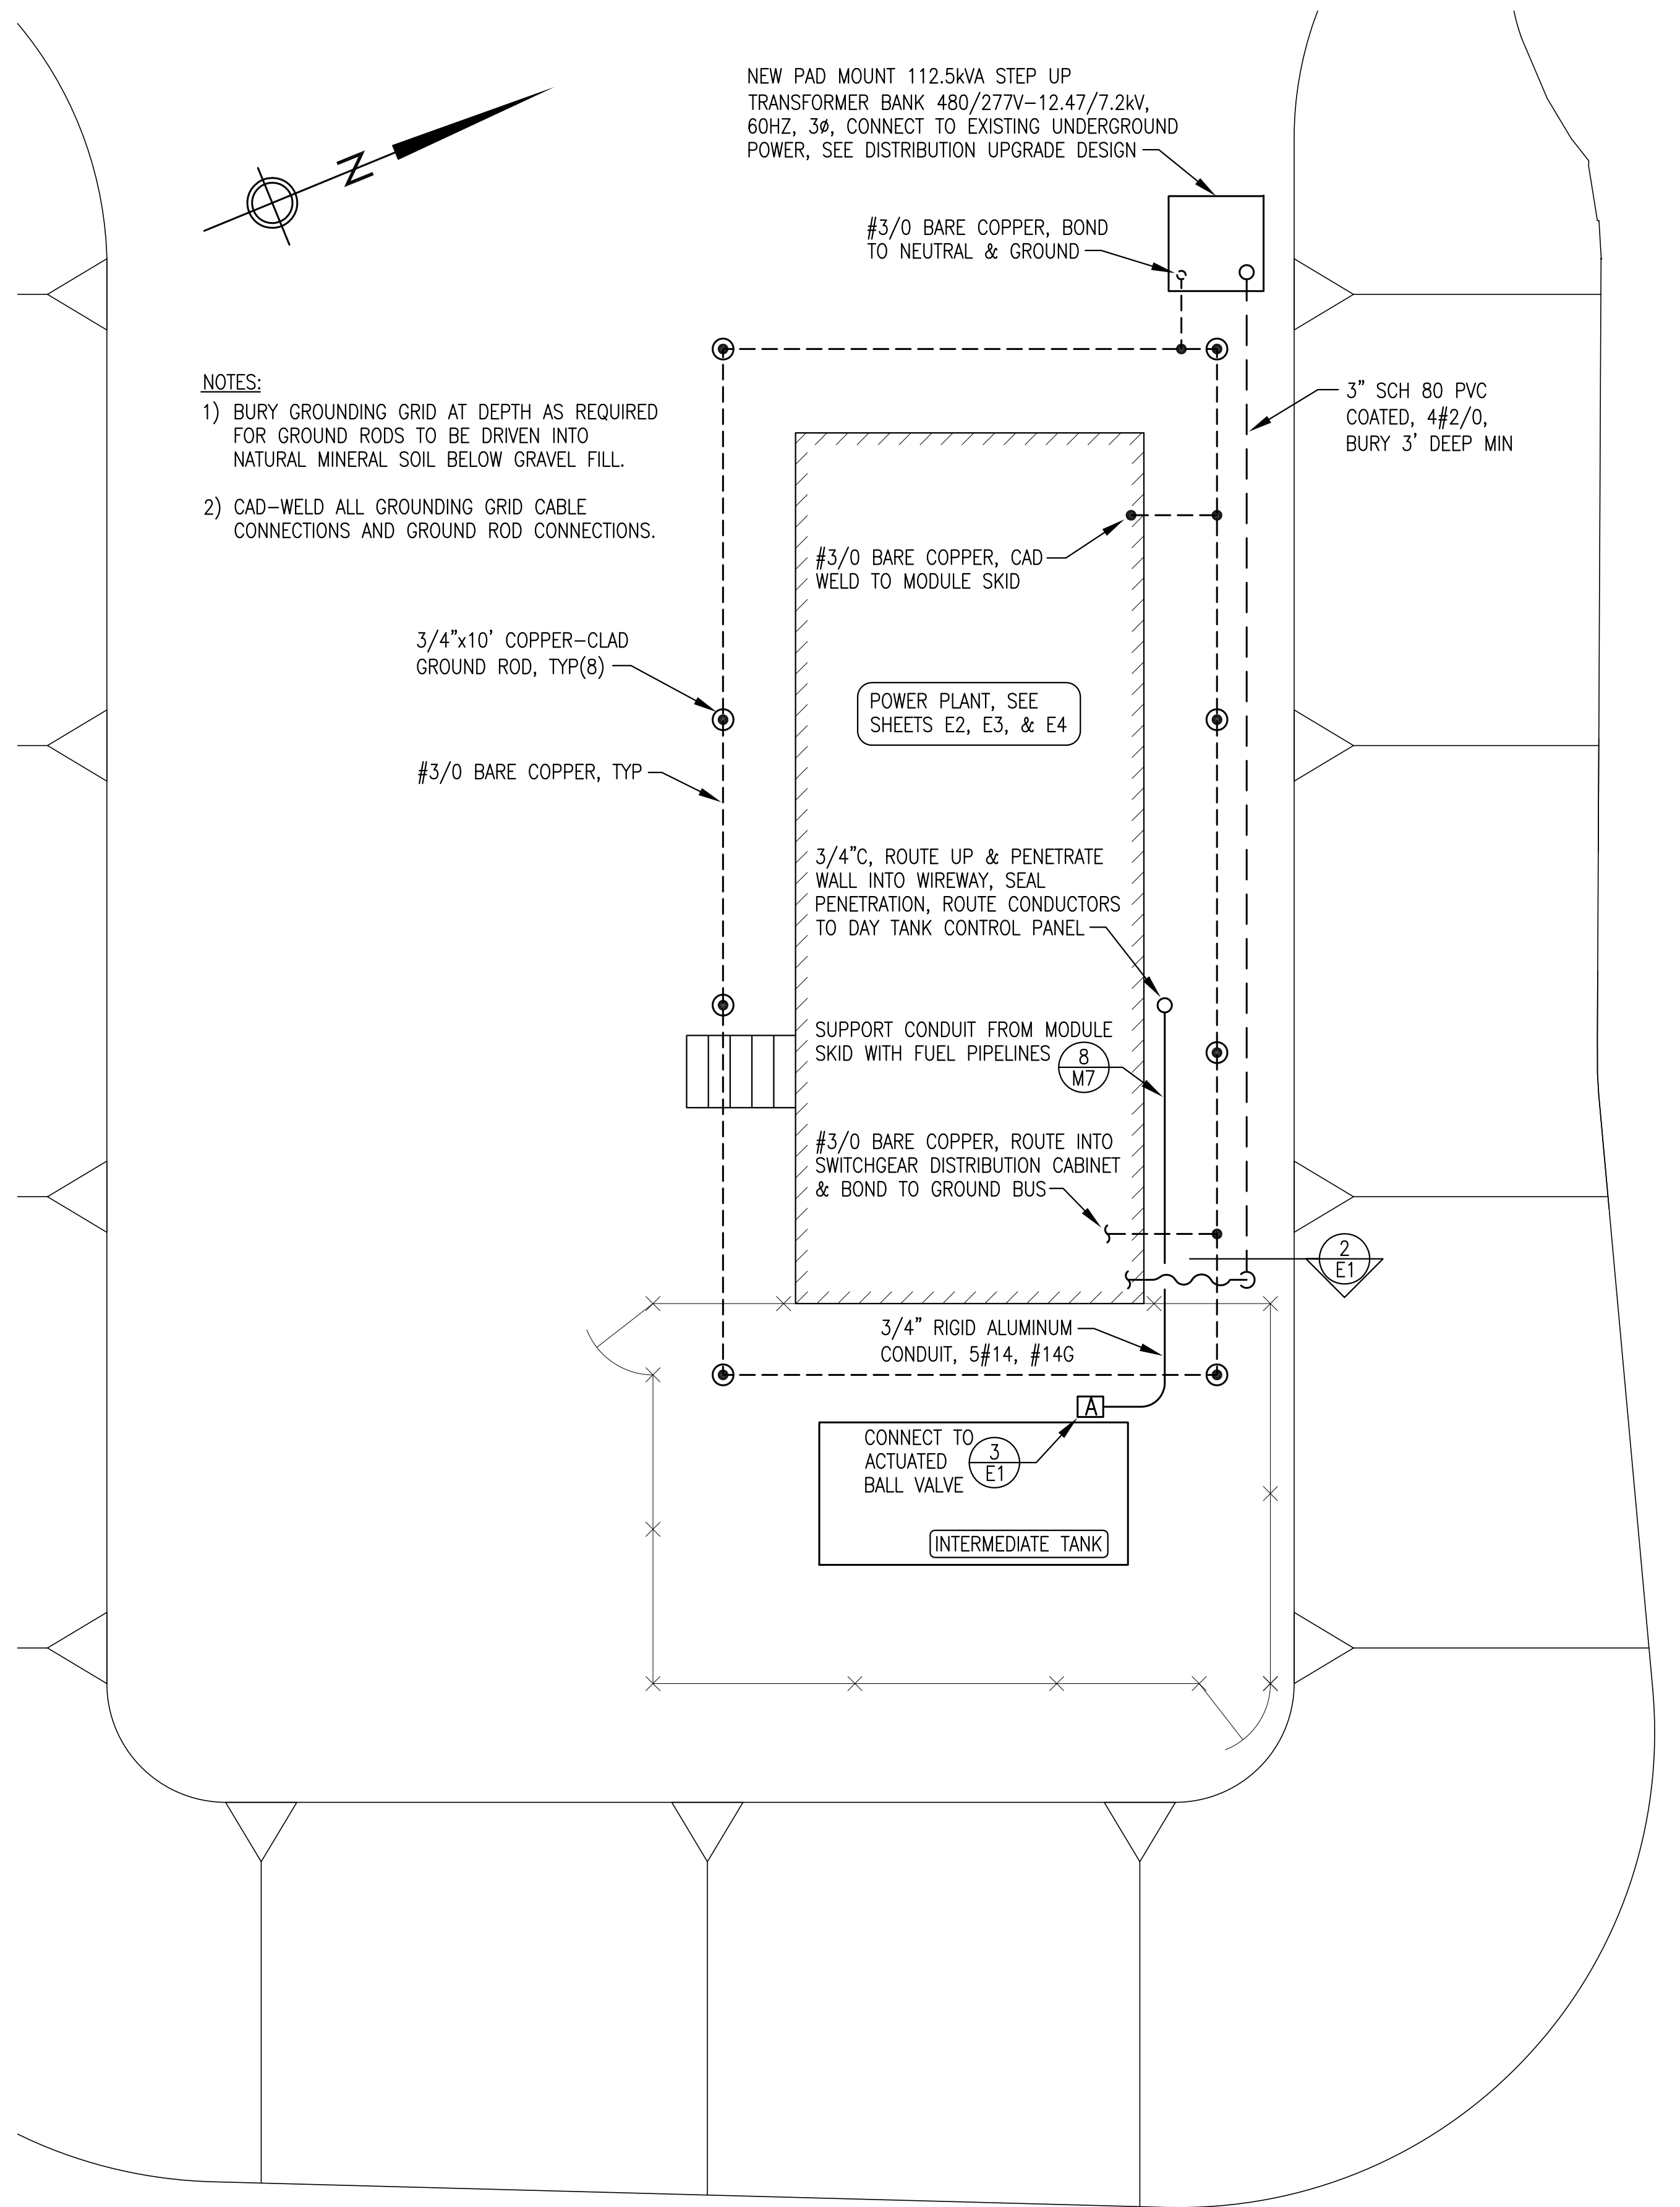 NEW PAD MOUNT 112.5kVA STEP UP
TRANSFORMER BANK 480/277V-12.47/7.2kV,
60HZ, 3ø, CONNECT TO EXISTING UNDERGROUND
POWER, SEE DISTRIBUTION UPGRADE DESIGN
N
#3/0 BARE COPPER, BOND
TO NEUTRAL & GROUND
NOTES:
1) BURY GROUNDING GRID AT DEPTH AS REQUIRED
FOR GROUND RODS TO BE DRIVEN INTO
NATURAL MINERAL SOIL BELOW GRAVEL FILL.
2) CAD-WELD ALL GROUNDING GRID CABLE
CONNECTIONS AND GROUND ROD CONNECTIONS.
3" SCH 80 PVC
COATED, 4#2/0,
BURY 3' DEEP MIN
#3/0 BARE COPPER, CAD
WELD TO MODULE SKID
3/4"x10' COPPER-CLAD
GROUND ROD, TYP(8)
POWER PLANT, SEE
SHEETS E2, E3, & E4
#3/0 BARE COPPER, TYP
3/4"C, ROUTE UP & PENETRATE
WALL INTO WIREWAY, SEAL
PENETRATION, ROUTE CONDUCTORS
TO DAY TANK CONTROL PANEL
SUPPORT CONDUIT FROM MODULE
SKID WITH FUEL PIPELINES
8
M7
#3/0 BARE COPPER, ROUTE INTO
SWITCHGEAR DISTRIBUTION CABINET
& BOND TO GROUND BUS
2
E1
3/4" RIGID ALUMINUM
CONDUIT, 5#14, #14G
A
CONNECT TO
ACTUATED
BALL VALVE
3
E1
INTERMEDIATE TANK